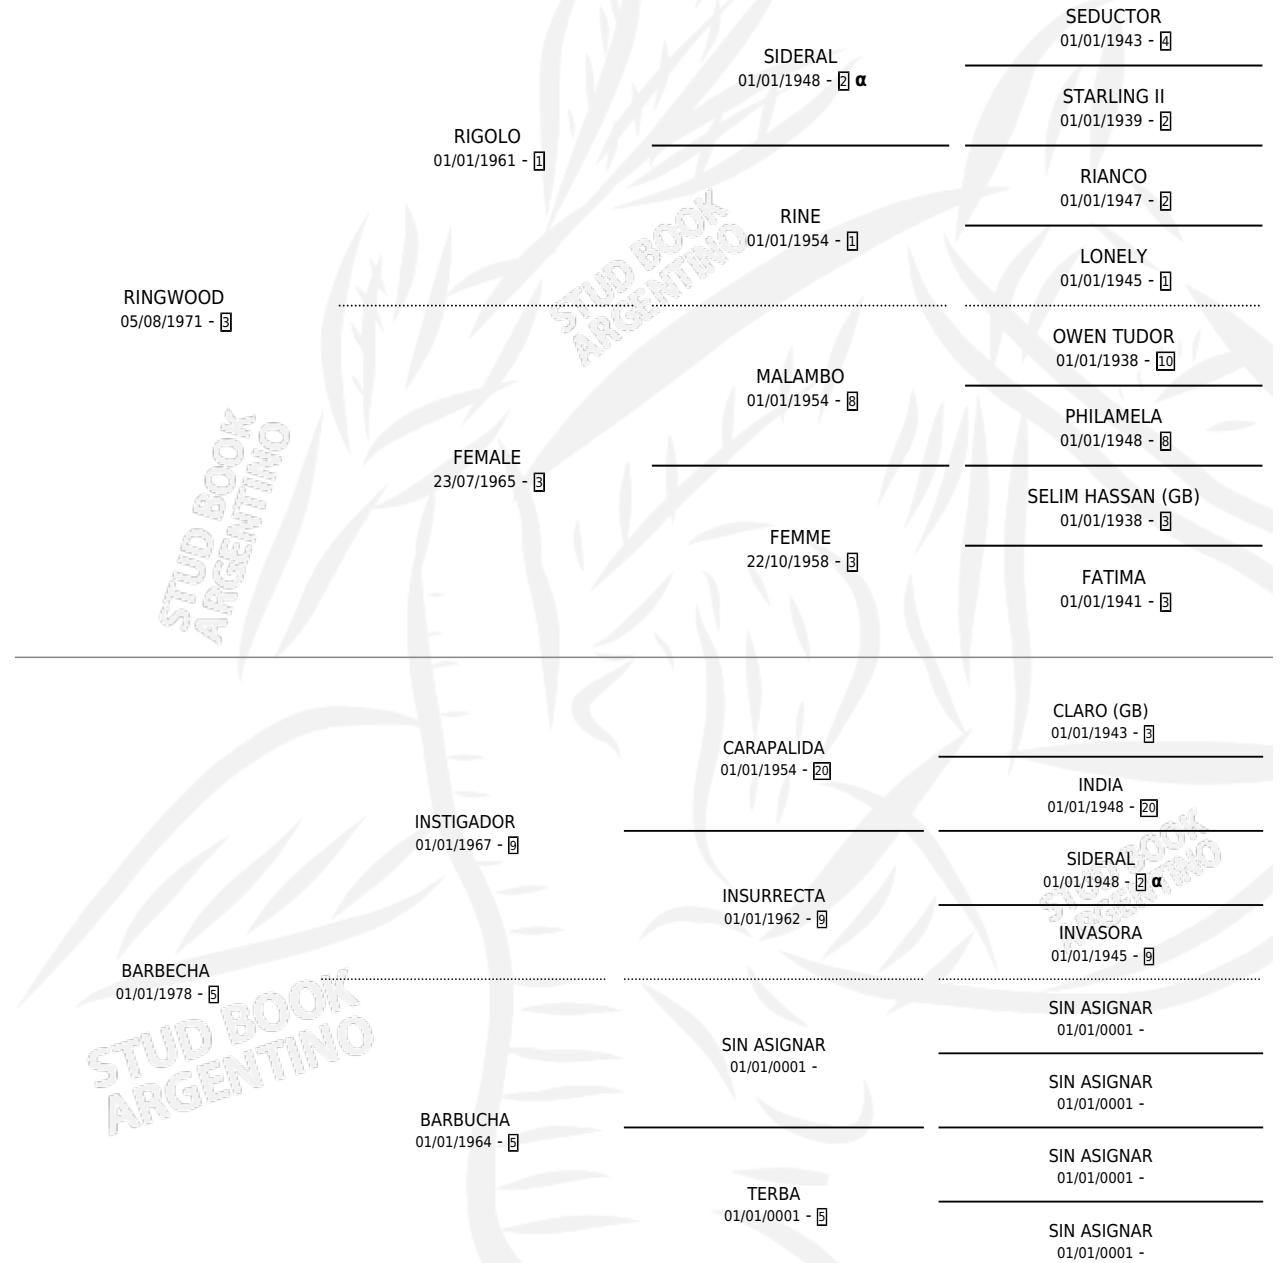 SEDUCTOR
01/01/1943 - 4
SIDERAL
01/01/1948 - 2 α
STARLING II
01/01/1939 - 2
RIGOLO
01/01/1961 - 1
RIANCO
01/01/1947 - 2
RINE
01/01/1954 - 1
LONELY
01/01/1945 - 1
RINGWOOD
05/08/1971 - 3
OWEN TUDOR
01/01/1938 - 10
MALAMBO
01/01/1954 - 8
PHILAMELA
01/01/1948 - 8
FEMALE
23/07/1965 - 3
SELIM HASSAN (GB)
01/01/1938 - 3
FEMME
22/10/1958 - 3
FATIMA
01/01/1941 - 3
CLARO (GB)
01/01/1943 - 3
CARAPALIDA
01/01/1954 - 20
INDIA
01/01/1948 - 20
INSTIGADOR
01/01/1967 - 9
SIDERAL
01/01/1948 - 2 α
INSURRECTA
01/01/1962 - 9
INVASORA
01/01/1945 - 9
BARBECHA
01/01/1978 - 5
SIN ASIGNAR
01/01/0001 -
SIN ASIGNAR
01/01/0001 -
SIN ASIGNAR
01/01/0001 -
BARBUCHA
01/01/1964 - 5
SIN ASIGNAR
01/01/0001 -
TERBA
01/01/0001 - 5
SIN ASIGNAR
01/01/0001 -
STUD BOOK
ARGENTINO
STUD BOOK
ARGENTINO
STUD BOOK
ARGENTINO
STUD BOOK
ARGENTINO